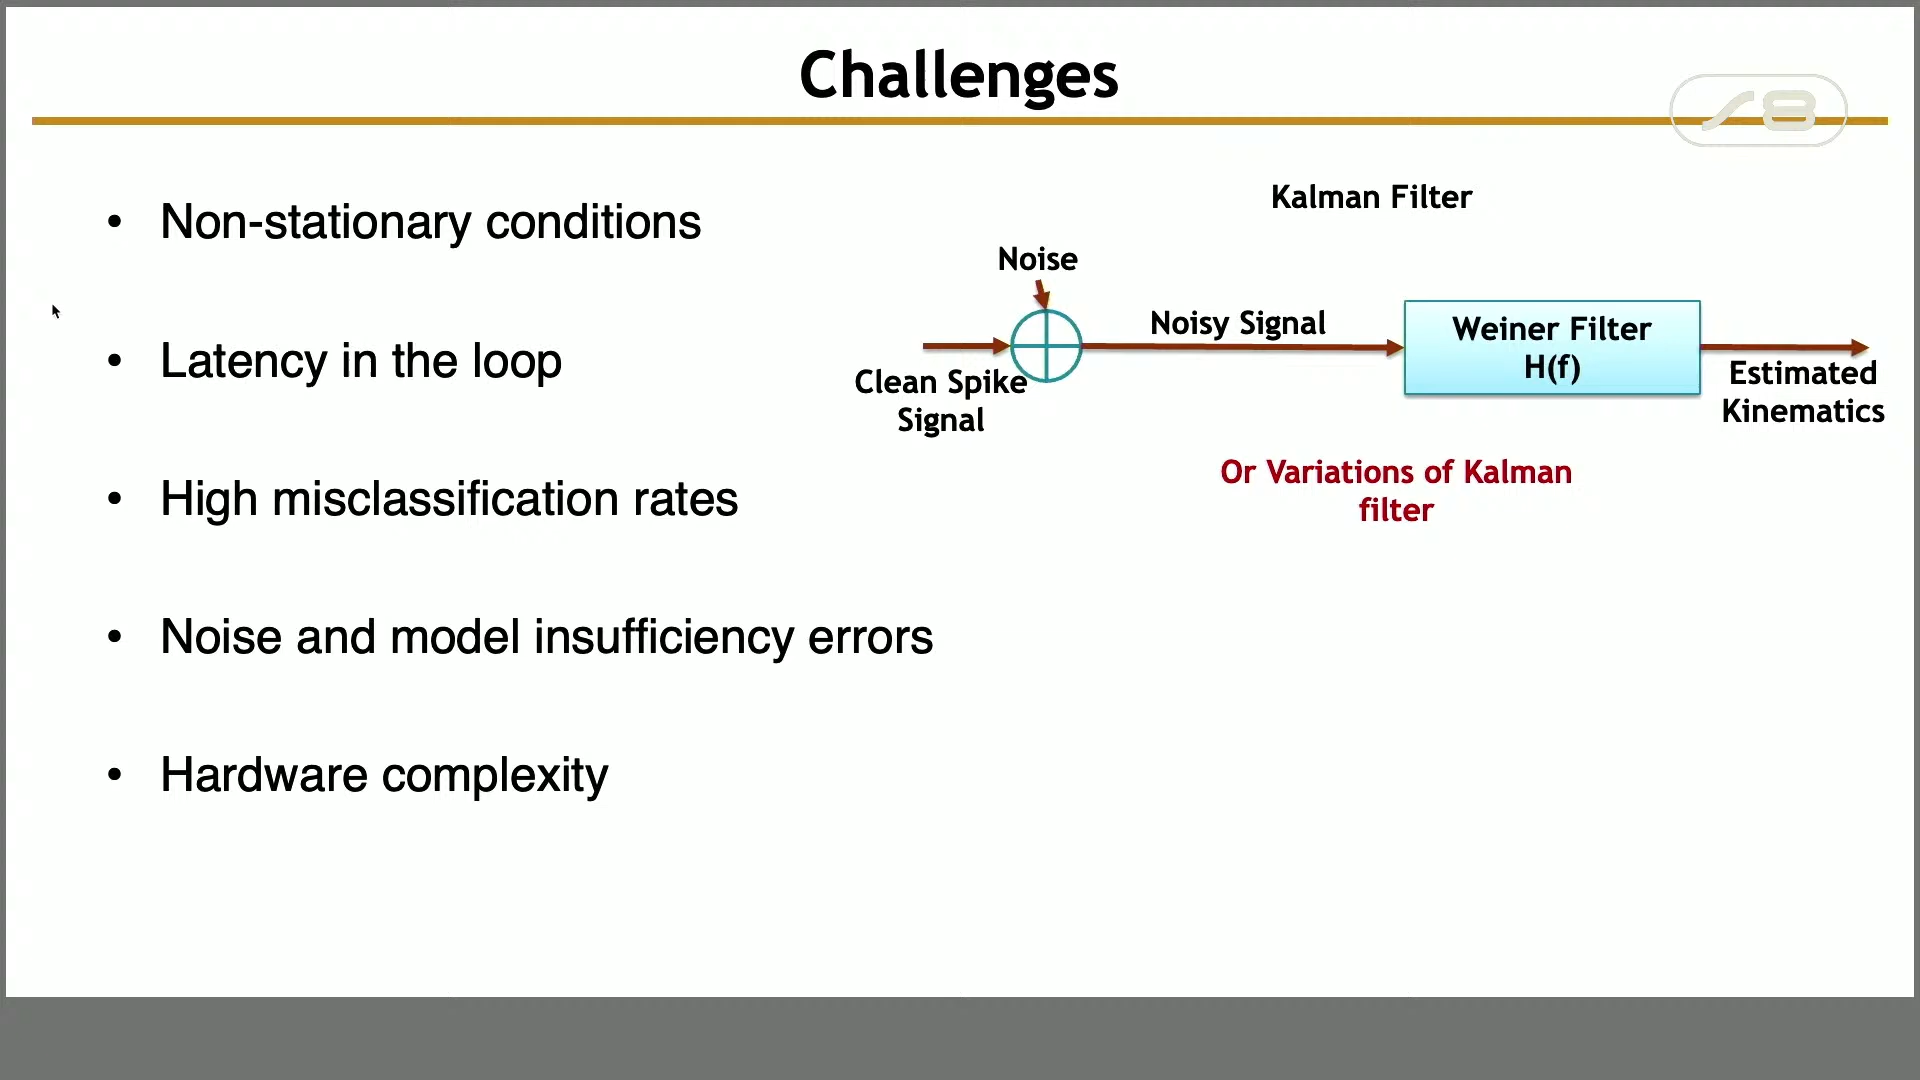 Challenges
• Non-stationary conditions
• Latency in the loop
• High misclassification rates
• Noise and model insufficiency errors
• Hardware complexity
Kalman Filter
Noise
Noisy Signal
Clean Spike
Signal
Weiner Filter
H(f)
Estimated
Kinematics
Or Variations of Kalman
filter